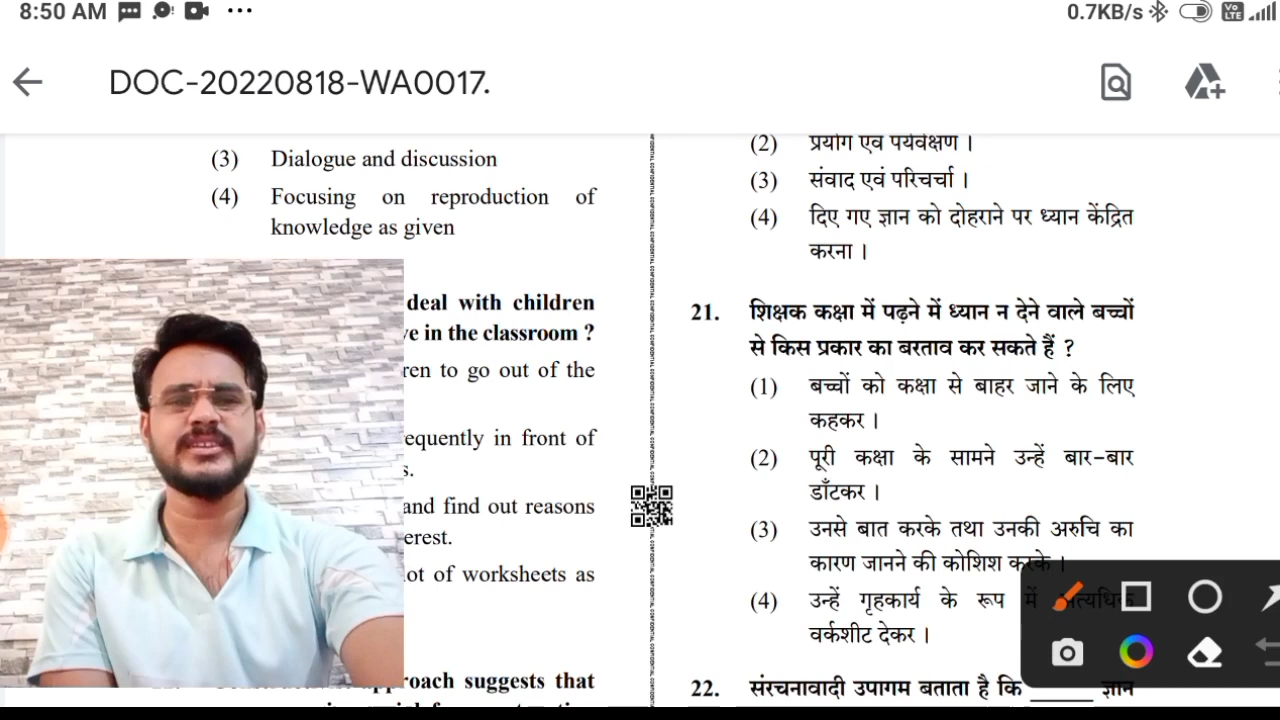 8:50 AM
0.7KB/s
DOC-20220818-WA0017.
(3) Dialogue and discussion
(4) Focusing on reproduction of
knowledge as given
deal with children
in the classroom ?
to go out of the
in front of
and find out reasons
of worksheets as
suggests that
(2) प्रयोग एवं पर्यवेक्षण ।
(3) संवाद एवं परिचर्चा ।
(4) दिए गए ज्ञान को दोहराने पर ध्यान केंद्रित
करना ।
21. शिक्षक कक्षा में पढ़ने में ध्यान न देने वाले बच्चों
से किस प्रकार का बरताव कर सकते हैं ?
(1) बच्चों को कक्षा से बाहर जाने के लिए
कहकर ।
(2) पूरी कक्षा के सामने उन्हें बार-बार
डाँटकर ।
(3) उनसे बात करके तथा उनकी अरुचि का
कारण जानने की कोशिश करके ।
(4) उन्हें गृहकार्य के रूप में अत्यधिक
वर्कशीट देकर ।
22. संरचनावादी उपागम बताता है कि ______ ज्ञान